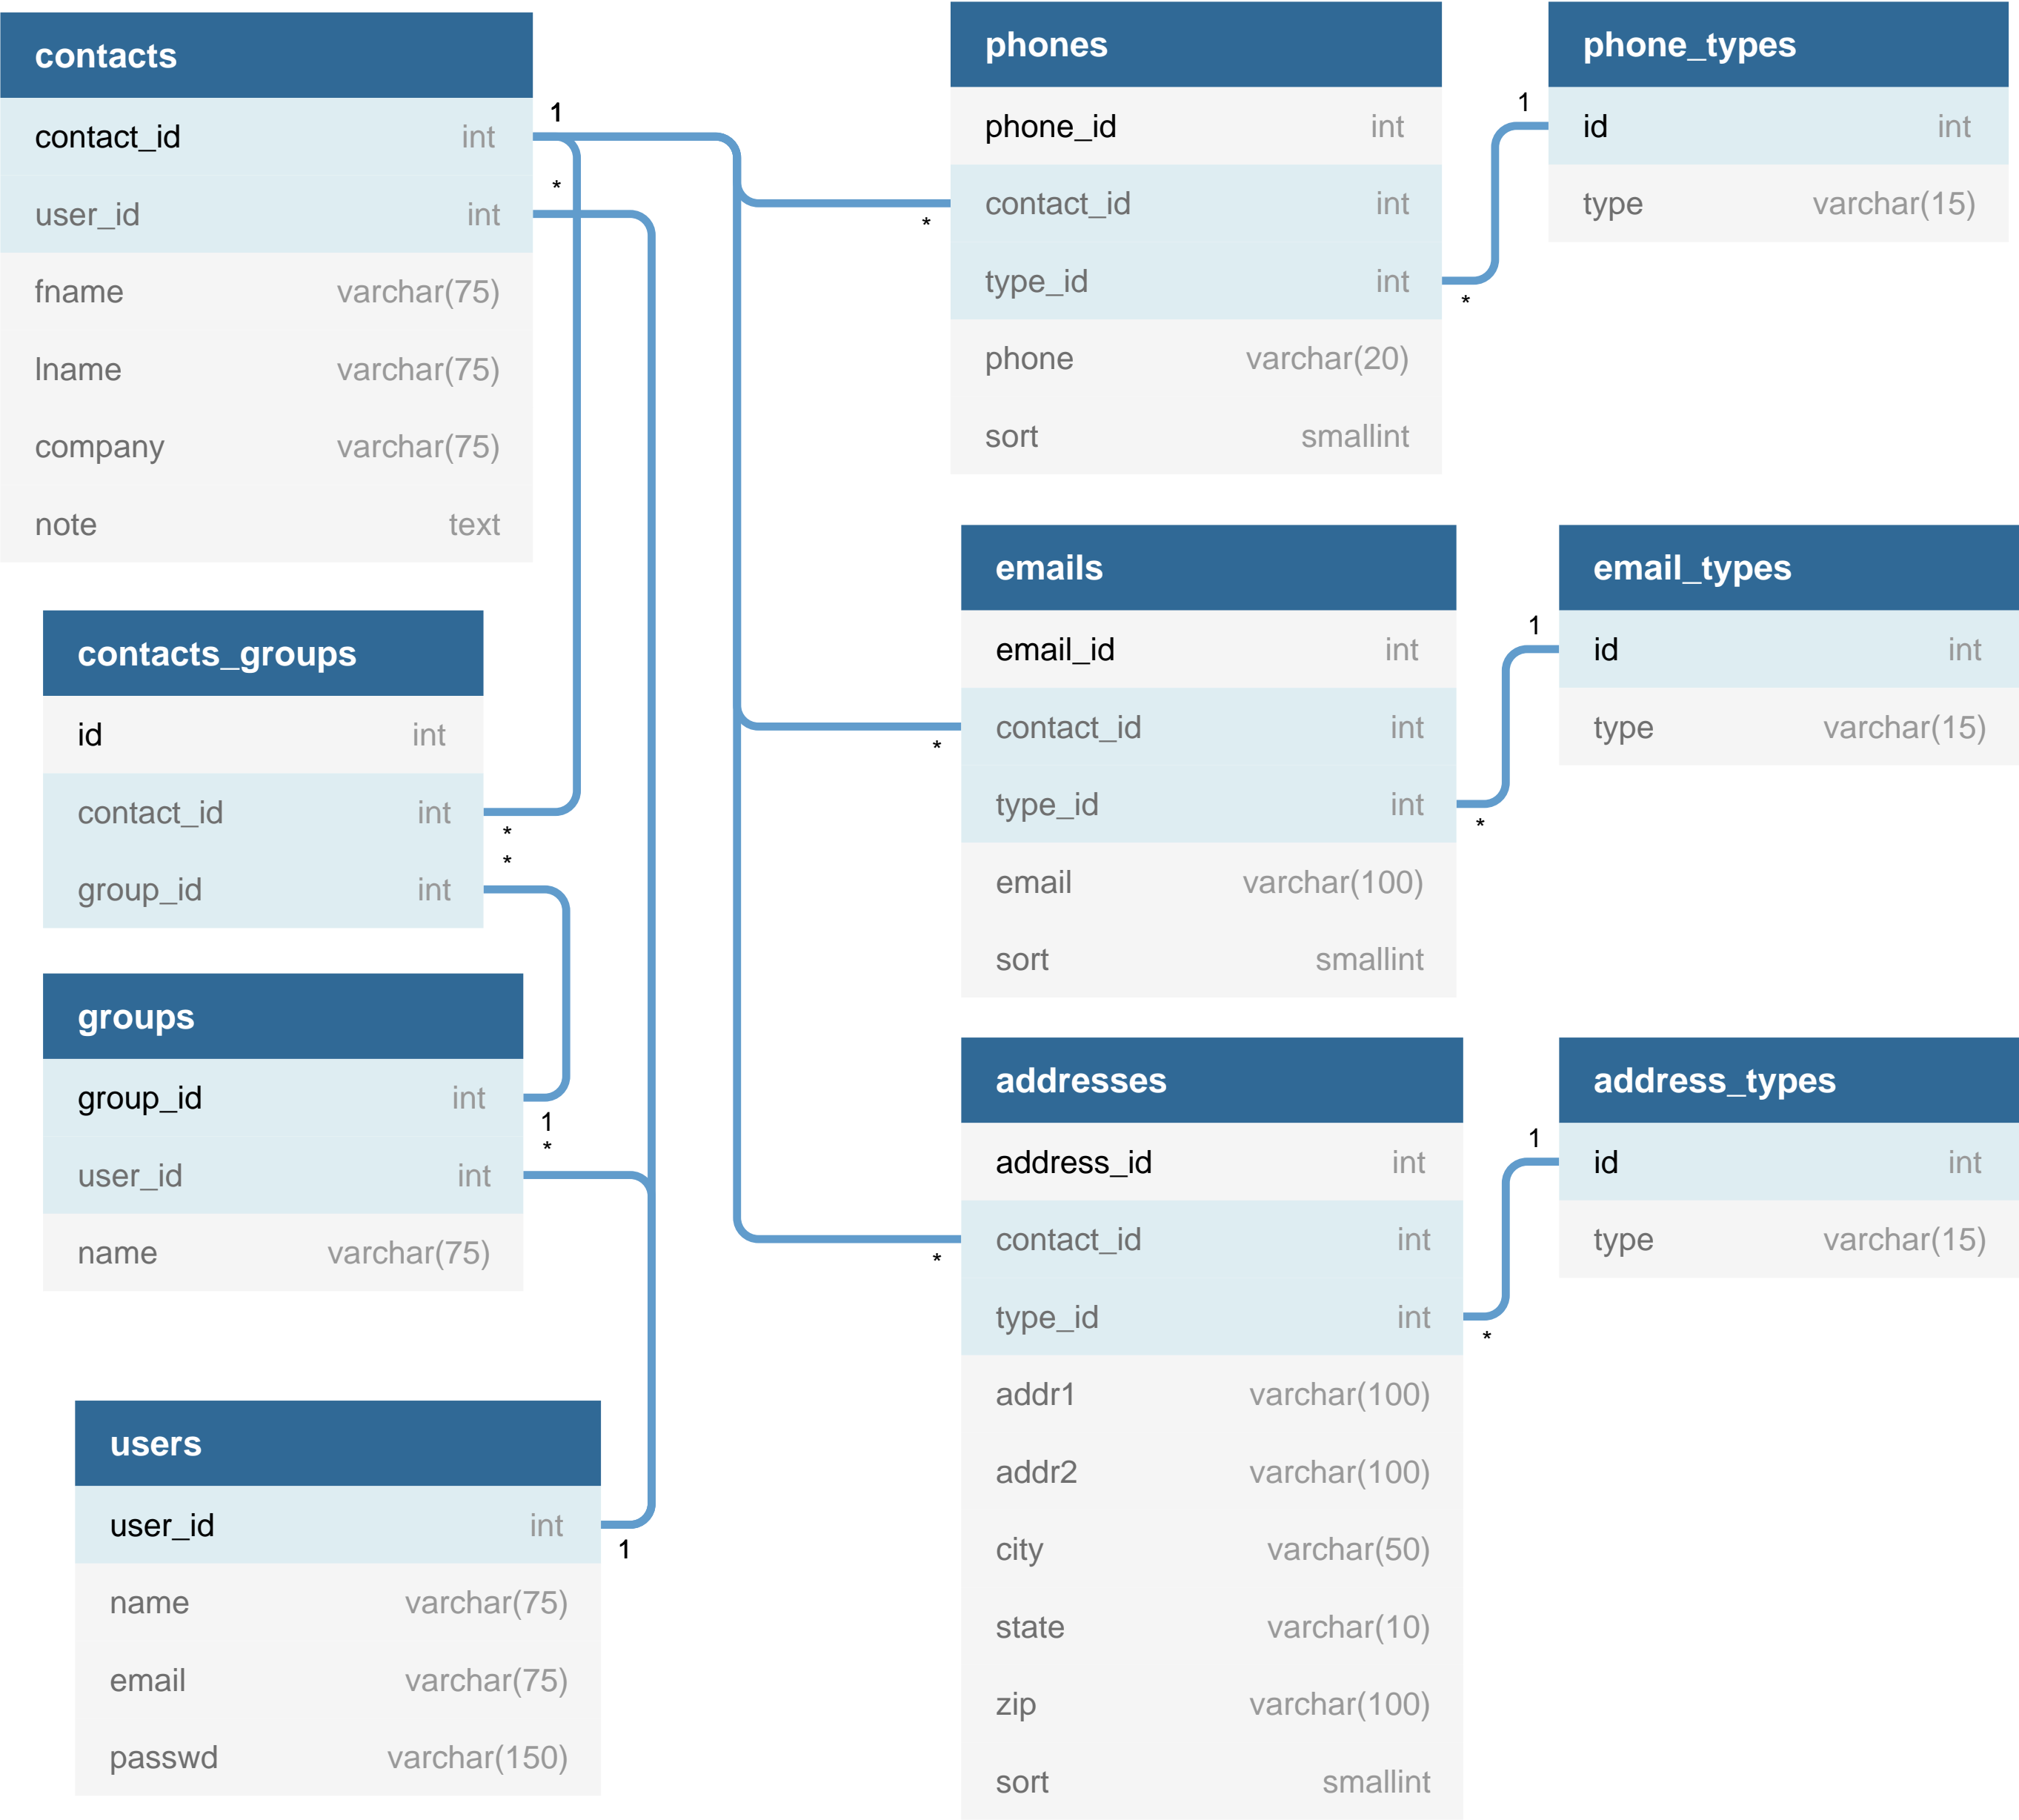 contacts
1
contact_id int
*
user_id int
fname varchar(75)
lname varchar(75)
company varchar(75)
note text
contacts_groups
id int
contact_id int
*
*
group_id int
groups
group_id int
1
*
user_id int
name varchar(75)
users
user_id int
1
name varchar(75)
email varchar(75)
passwd varchar(150)
phones
phone_id int
contact_id int
*
type_id int
*
phone varchar(20)
sort smallint
phone_types
1
id int
type varchar(15)
emails
email_id int
contact_id int
*
type_id int
*
email varchar(100)
sort smallint
email_types
1
id int
type varchar(15)
addresses
address_id int
contact_id int
*
type_id int
*
addr1 varchar(100)
addr2 varchar(100)
city varchar(50)
state varchar(10)
zip varchar(100)
sort smallint
address_types
1
id int
type varchar(15)